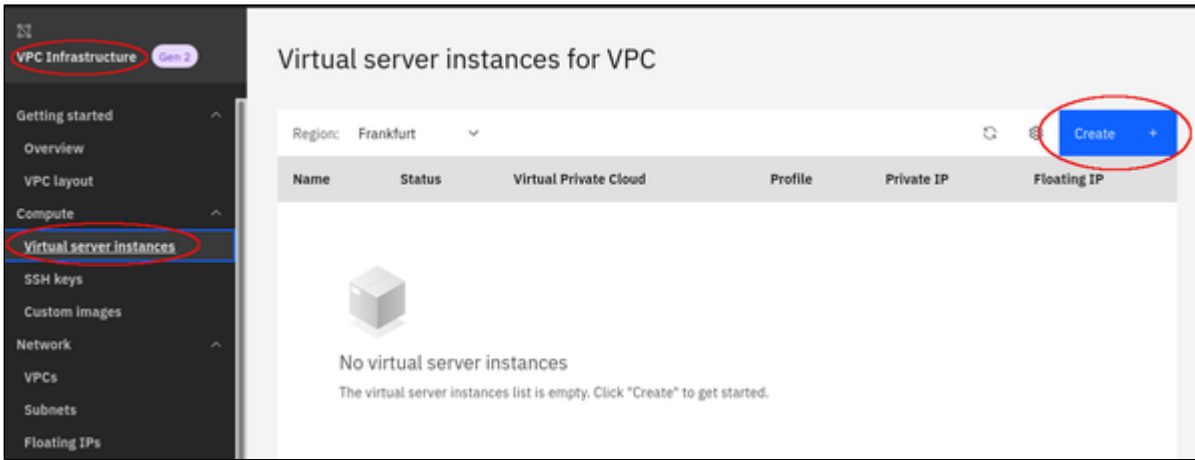 VPC Infrastructure Gen 2
Getting started
Overview
VPC layout
Compute
Virtual server instances
SSH keys
Custom images
Network
VPCs
Subnets
Floating IPs
Virtual server instances for VPC
Region: Frankfurt
Create +
Name Status Virtual Private Cloud Profile Private IP Floating IP
No virtual server instances
The virtual server instances list is empty. Click "Create" to get started.